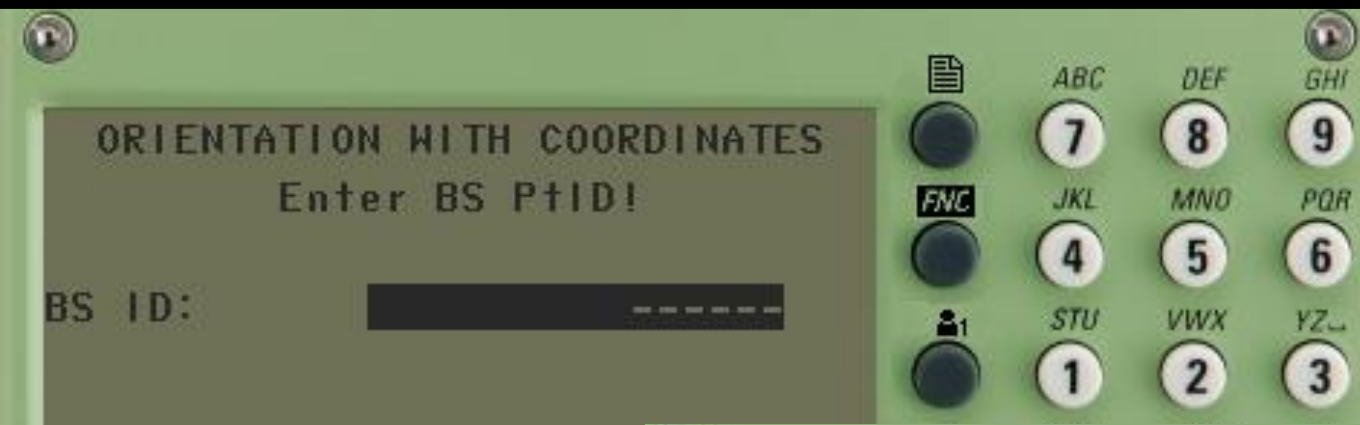 ORIENTATION WITH COORDINATES
Enter BS PtID!
BS ID: ------
ABC DEF GHI
7 8 9
FNC JKL MNO PQR
4 5 6
1 STU VWX YZ
1 2 3